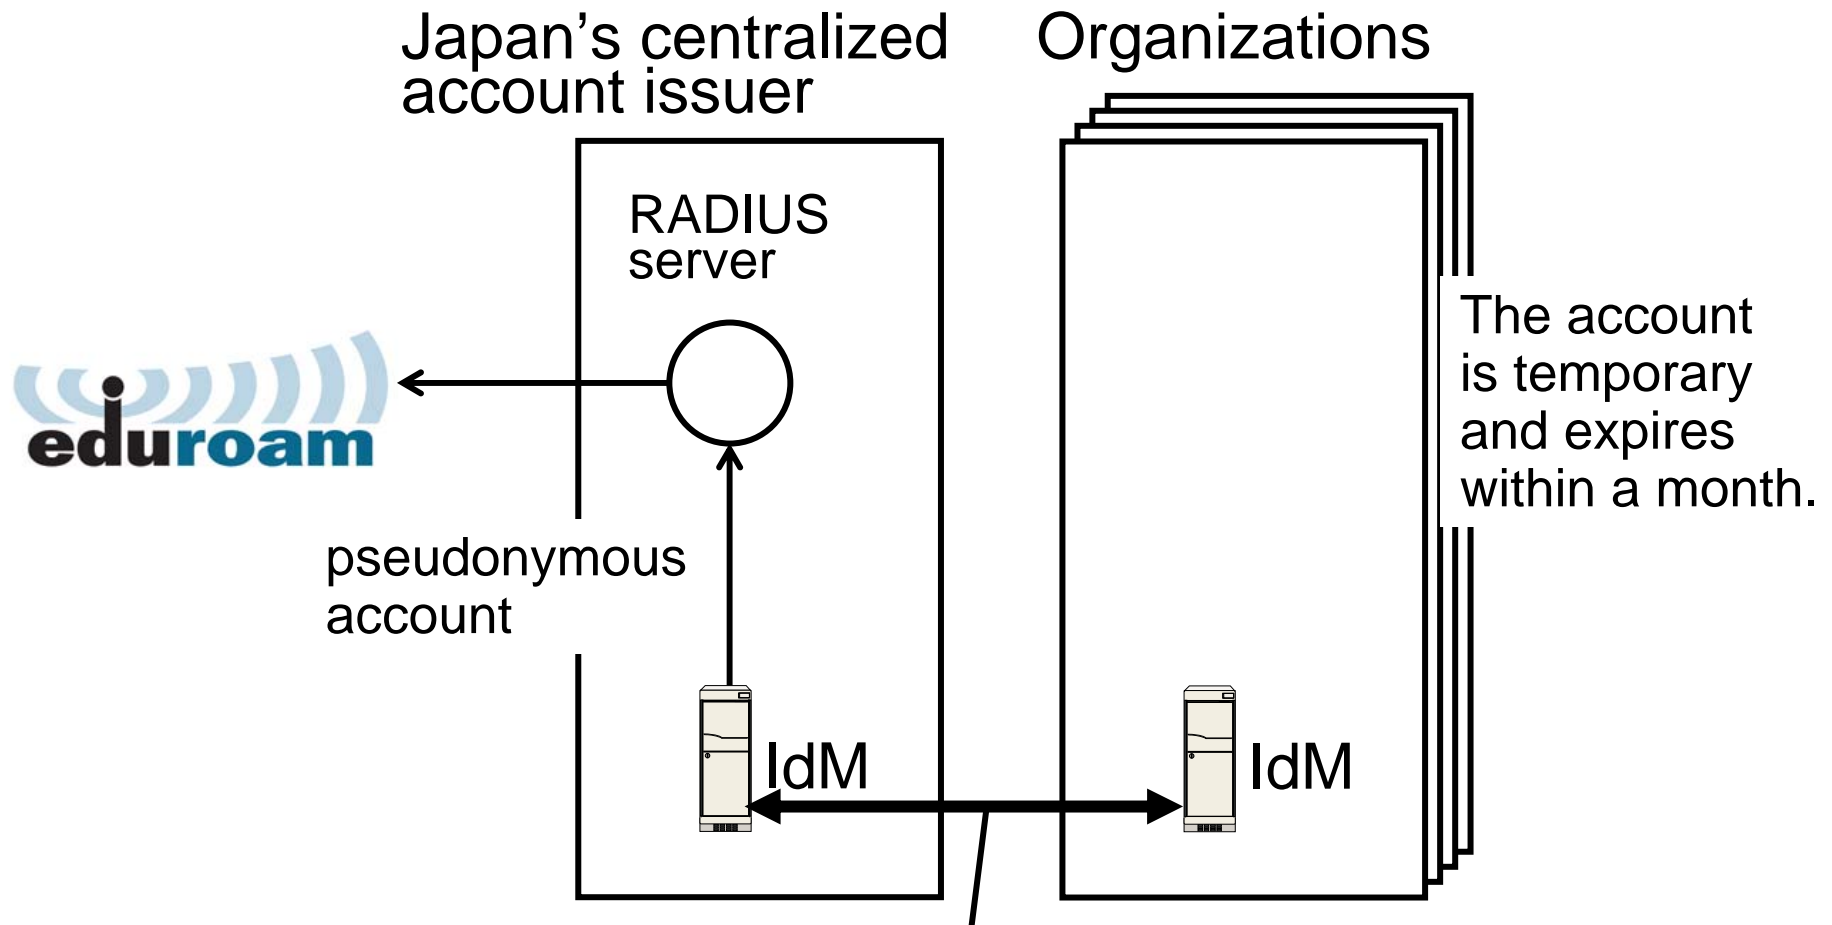 Japan’s centralized
account issuer
Organizations
RADIUS
server
The account
is temporary
and expires
within a month.
eduroam
pseudonymous
account
IdM
IdM